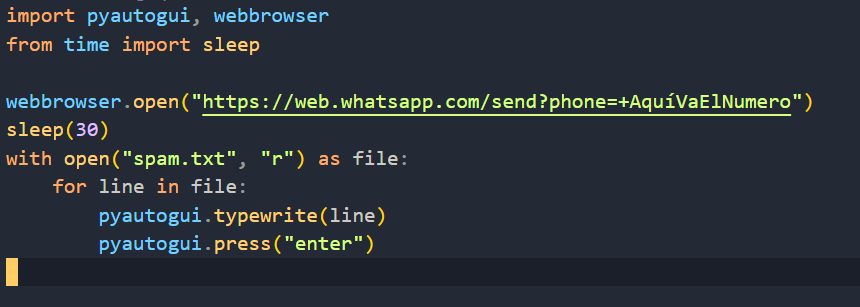 import pyautogui, webbrowser
from time import sleep
webbrowser.open("https://web.whatsapp.com/send?phone=+AquíVaElNumero")
sleep(30)
with open("spam.txt", "r") as file:
    for line in file:
        pyautogui.typewrite(line)
        pyautogui.press("enter")